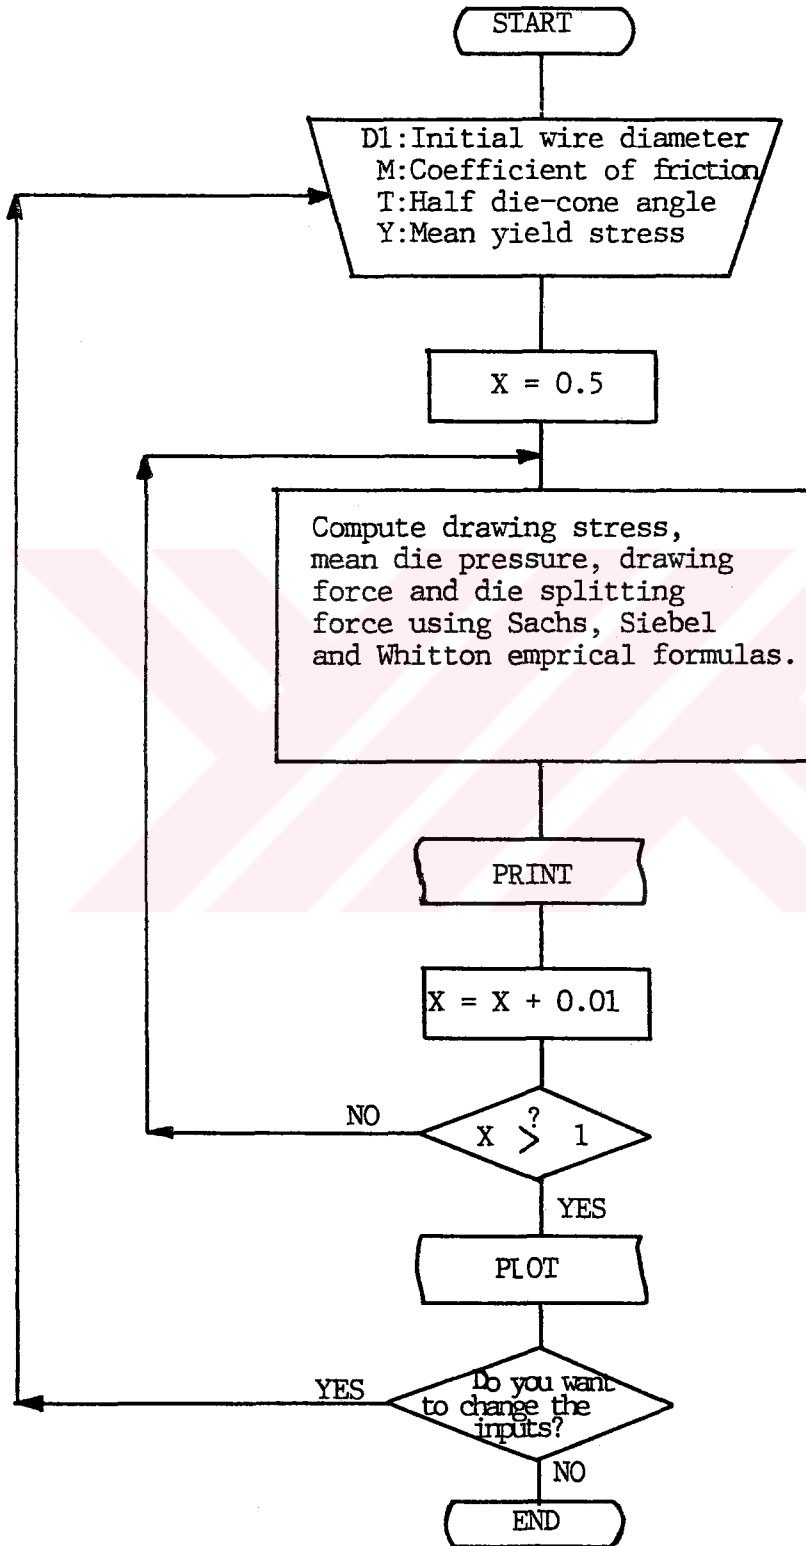 START
D1:Initial wire diameter
M:Coefficient of friction
T:Half die-cone angle
Y:Mean yield stress
X = 0.5
Compute drawing stress,
mean die pressure, drawing
force and die splitting
force using Sachs, Siebel
and Whitton emprical formulas.
PRINT
X = X + 0.01
NO
?
X > 1
YES
PLOT
YES
Do you want
to change the
inputs?
NO
END